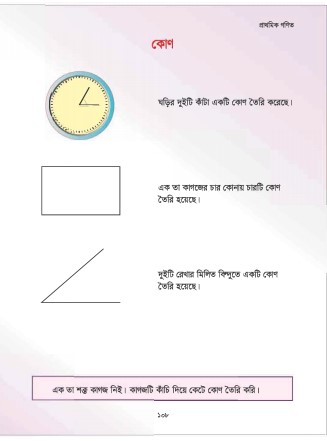 প্রাথমিক গণিত
কোণ
ঘড়ির দুইটি কাঁটা একটি কোণ তৈরি করেছে।
এক তা কাগজের চার কোনায় চারটি কোণ
তৈরি হয়েছে।
দুইটি রেখার মিলিত বিন্দুতে একটি কোণ
তৈরি হয়েছে।
এক তা শক্ত কাগজ নিই। কাগজটি কাঁচি দিয়ে কেটে কোণ তৈরি করি।
১০৮